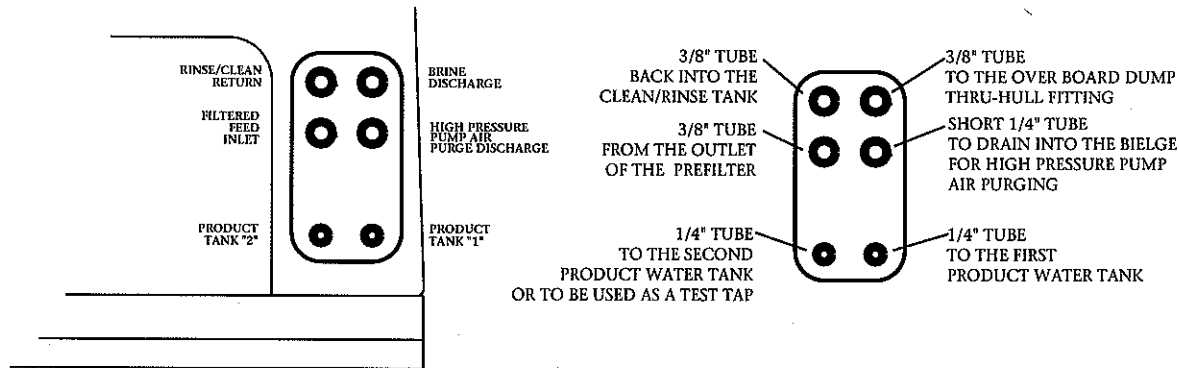 RINSE/CLEAN
RETURN
BRINE
DISCHARGE
FILTERED
FEED
INLET
HIGH PRESSURE
PUMP AIR
PURGE DISCHARGE
PRODUCT
TANK "2"
PRODUCT
TANK "1"
3/8" TUBE
BACK INTO THE
CLEAN/RINSE TANK
3/8" TUBE
TO THE OVER BOARD DUMP
THRU-HULL FITTING
3/8" TUBE
FROM THE OUTLET
OF THE PREFILTER
SHORT 1/4" TUBE
TO DRAIN INTO THE BIELGE
FOR HIGH PRESSURE PUMP
AIR PURGING
1/4" TUBE
TO THE SECOND
PRODUCT WATER TANK
OR TO BE USED AS A TEST TAP
1/4" TUBE
TO THE FIRST
PRODUCT WATER TANK